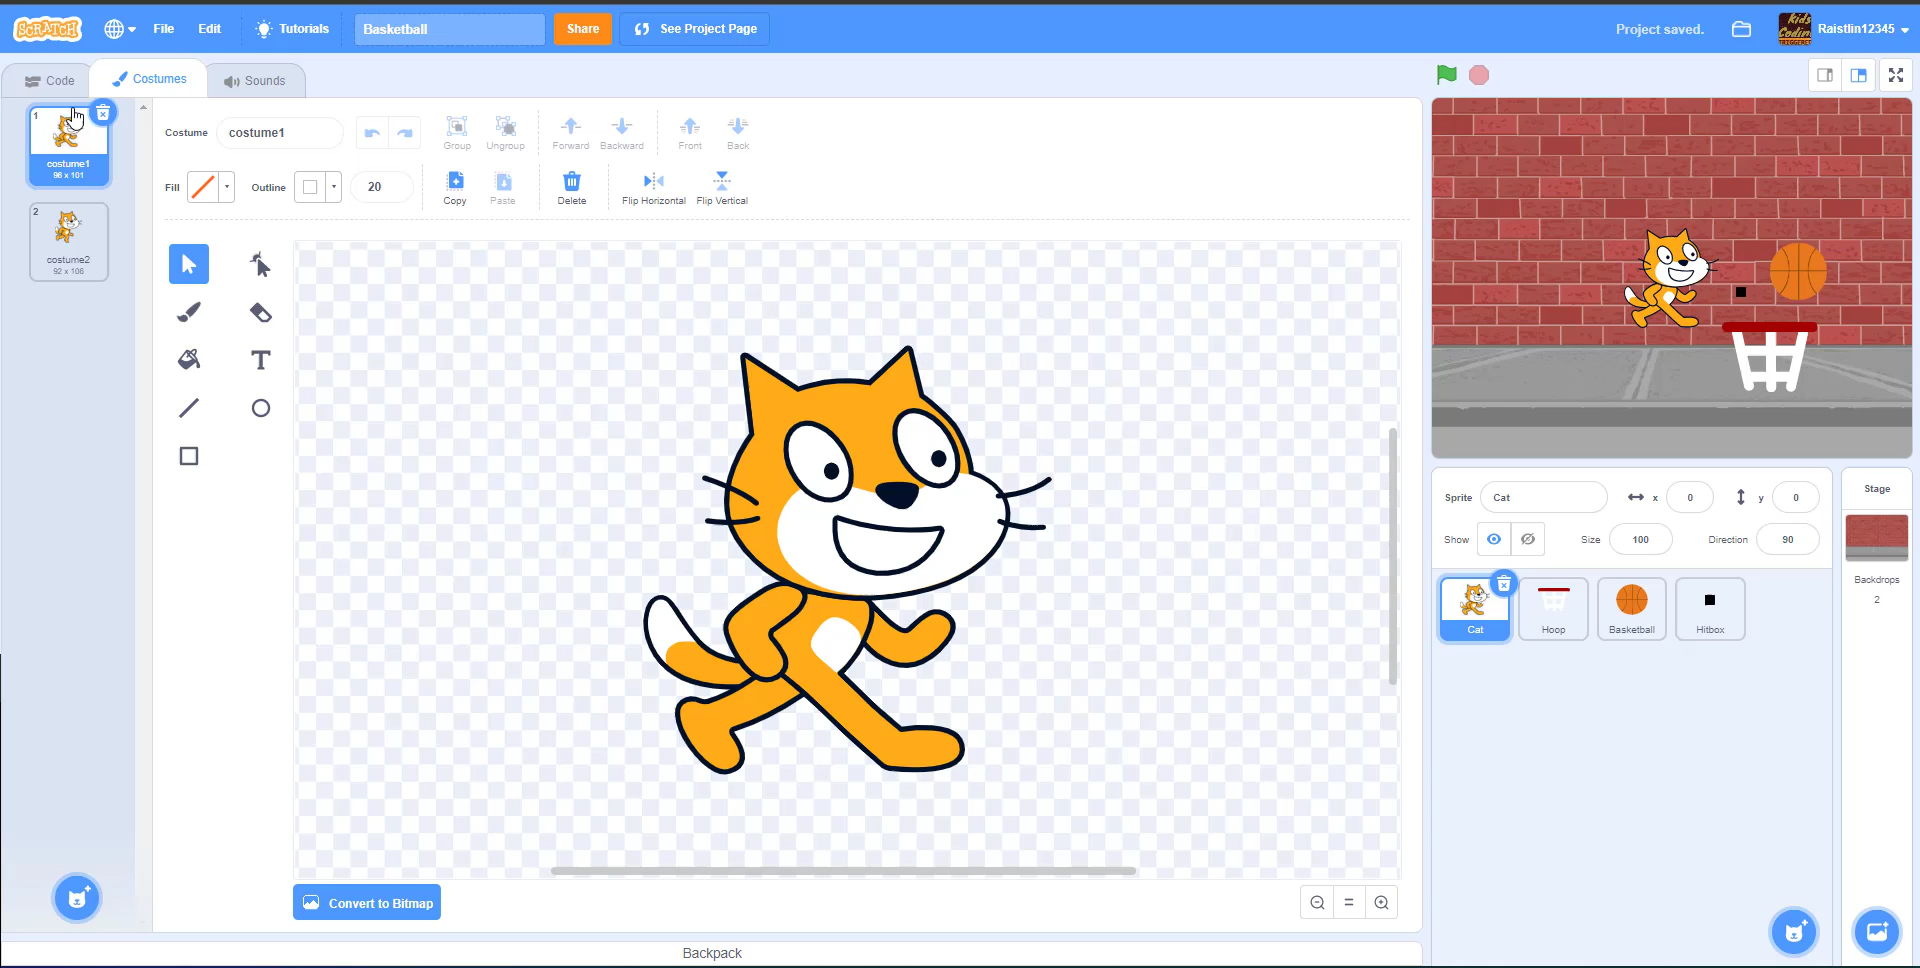 SCRATCH
File
Edit
Tutorials
Basketball
Share
See Project Page
Project saved.
Kids
Coding
Raistlin12345
Code
Costumes
Sounds
1
costume1
96 x 101
2
costume2
92 x 106
Costume
costume1
Group
Ungroup
Forward
Backward
Front
Back
Fill
Outline
20
Copy
Paste
Delete
Flip Horizontal
Flip Vertical
T
Convert to Bitmap
Backpack
Sprite
Cat
x
0
y
0
Show
Size
100
Direction
90
Cat
Hoop
Basketball
Hitbox
Stage
Backdrops
2